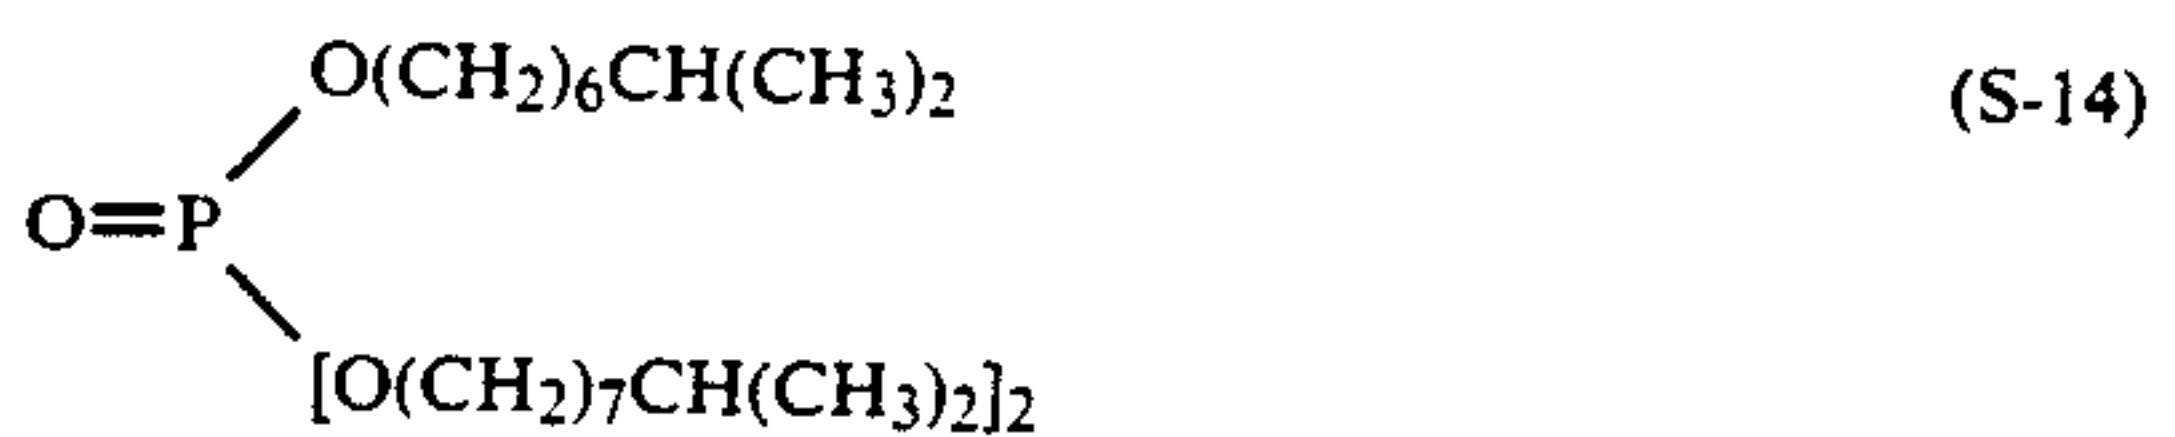 O(CH₂)₆CH(CH₃)₂ (S-14)
O=P
[O(CH₂)₇CH(CH₃)₂]₂